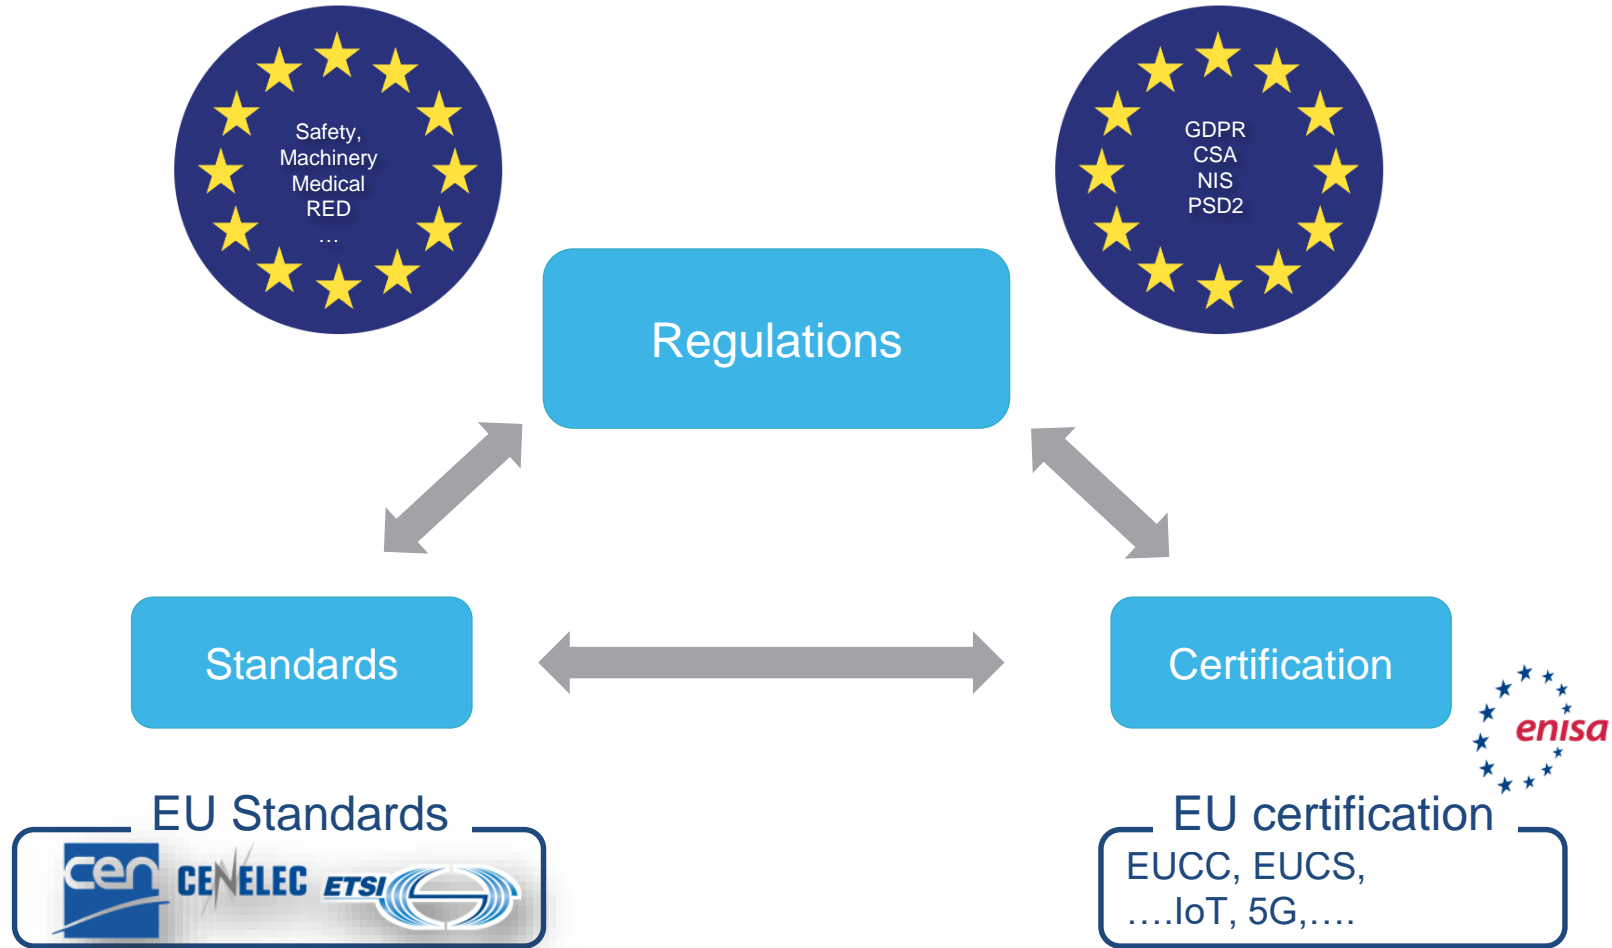 Safety,
Machinery
Medical
RED
...
GDPR
CSA
NIS
PSD2
Regulations
Standards
Certification
enisa
EU Standards
cen
CENELEC
ETSI
EU certification
EUCC, EUCS,
....IoT, 5G,....